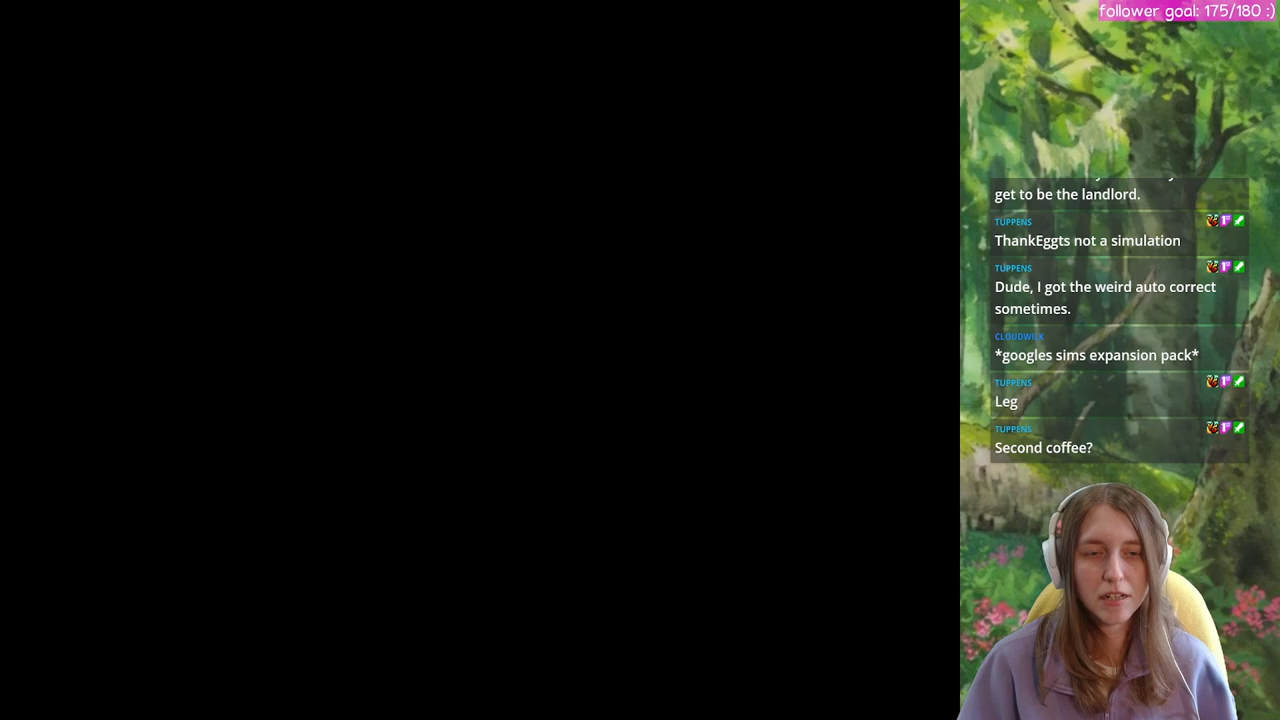 follower goal: 175/180 :)
get to be the landlord.
TUPPENS
ThankEggts not a simulation
TUPPENS
Dude, I got the weird auto correct
sometimes.
CLOUDWICK
*googles sims expansion pack*
TUPPENS
Leg
TUPPENS
Second coffee?